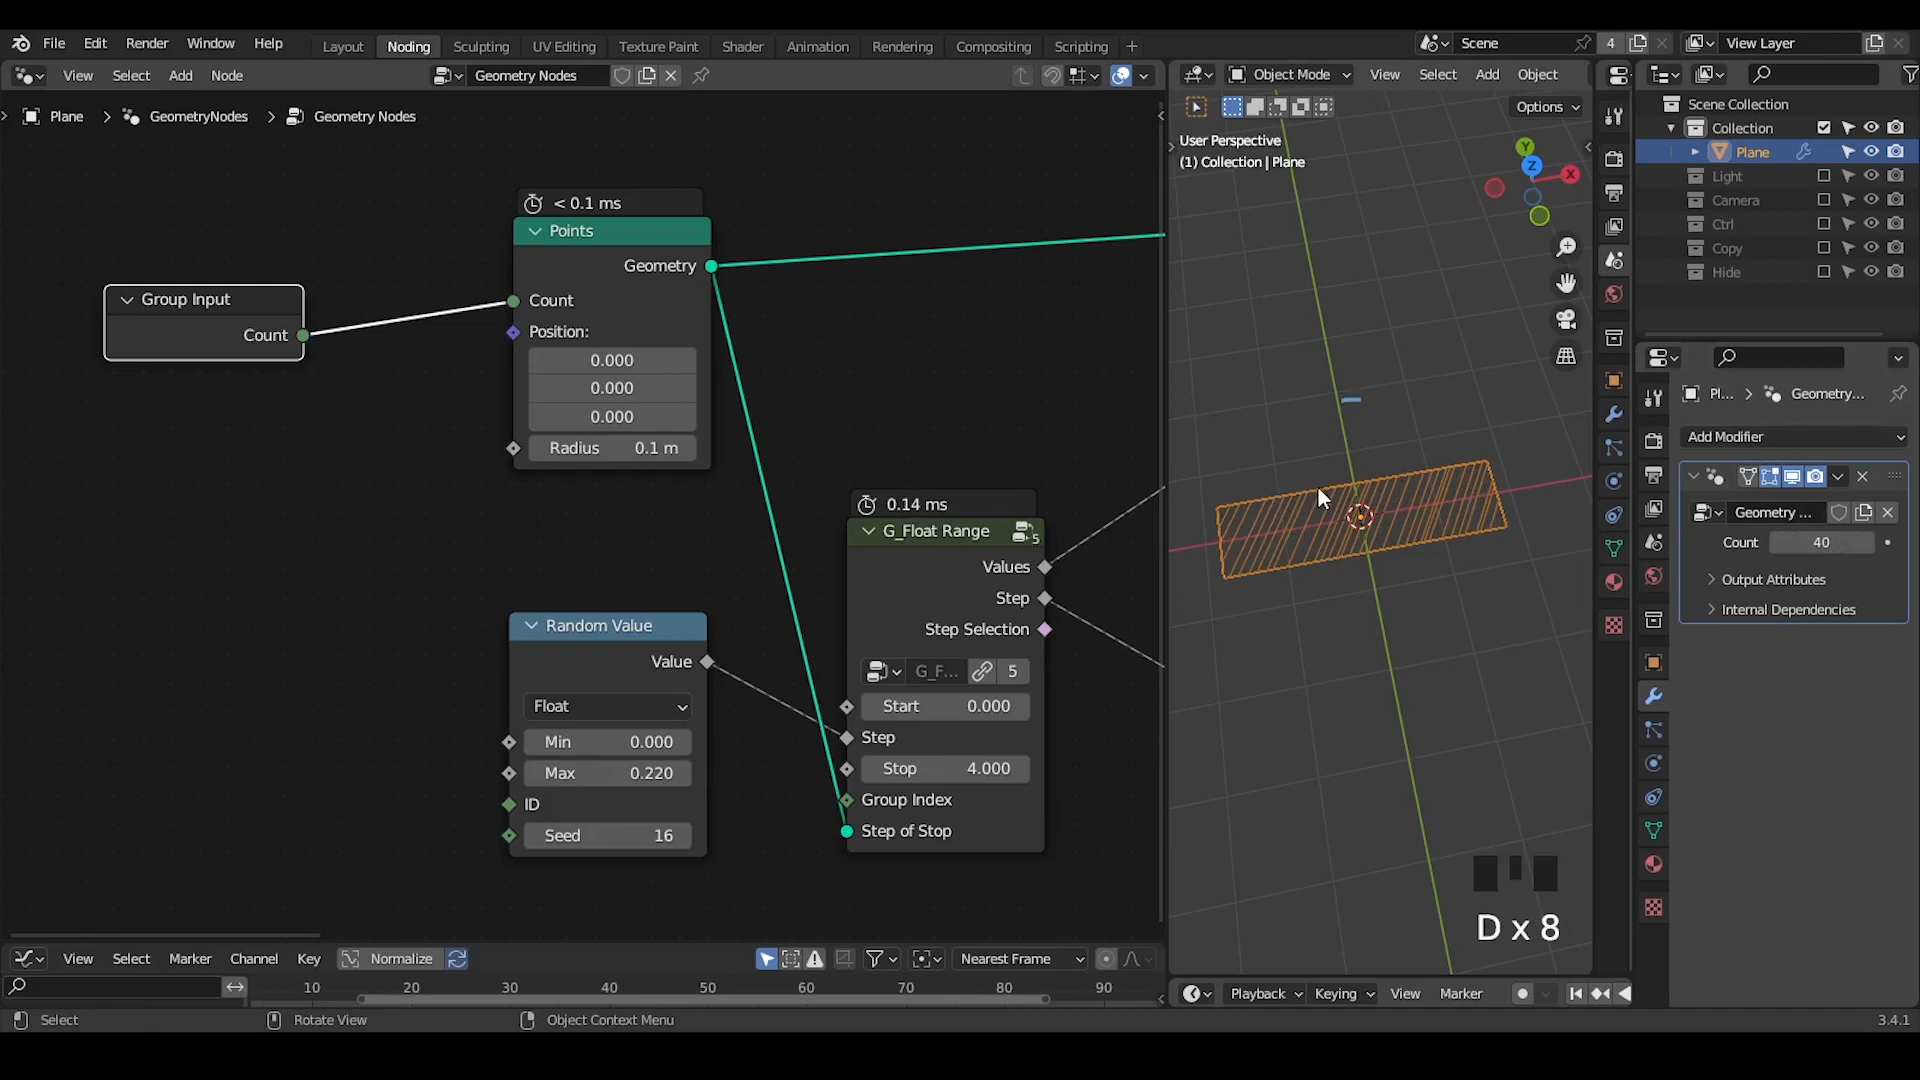 File Edit Render Window Help Layout Noding Sculpting UV Editing Texture Paint Shader Animation Rendering Compositing Scripting + Scene 4 View Layer
View Select Add Node Geometry Nodes Object Mode View Select Add Object
Plane > GeometryNodes > Geometry Nodes
Options
User Perspective
(1) Collection | Plane
Y
Z
X
Scene Collection
Collection
Plane
Light
Camera
Ctrl
Copy
Hide
< 0.1 ms
Points
Geometry
Count
Position:
0.000
0.000
0.000
Radius 0.1 m
Group Input
Count
0.14 ms
G_Float Range 5
Values
Step
Step Selection
G_F... 5
Start 0.000
Step
Stop 4.000
Group Index
Step of Stop
Random Value
Value
Float
Min 0.000
Max 0.220
ID
Seed 16
Pl... > Geometry...
Add Modifier
Geometry ...
Count 40
Output Attributes
Internal Dependencies
D x 8
View Select Marker Channel Key Normalize Nearest Frame
10 20 30 40 50 60 70 80 90
Playback Keying View Marker
Select Rotate View Object Context Menu 3.4.1